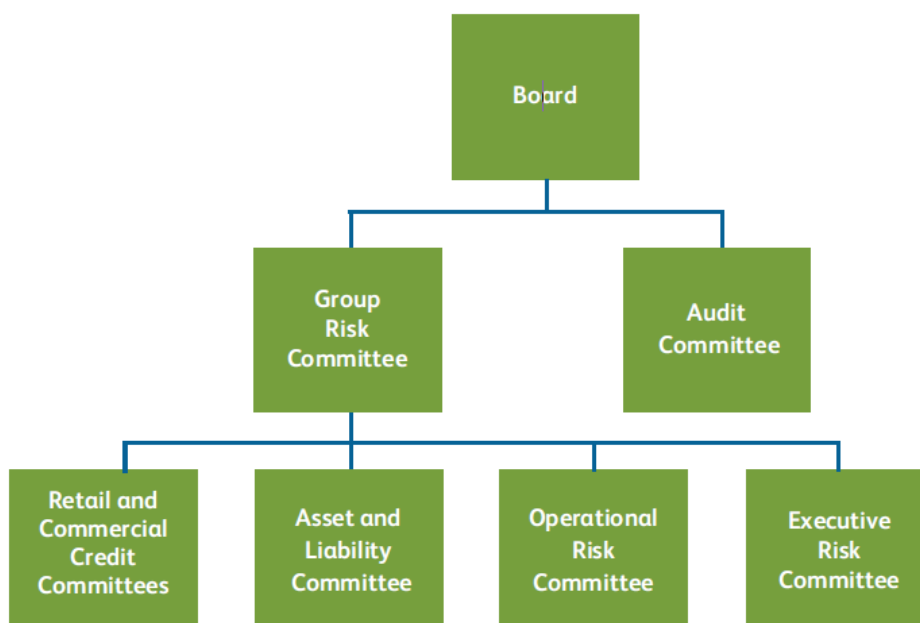 Board
Group
Risk
Committee
Audit
Committee
Retail and
Commercial
Credit
Committees
Asset and
Liability
Committee
Operational
Risk
Committee
Executive
Risk
Committee